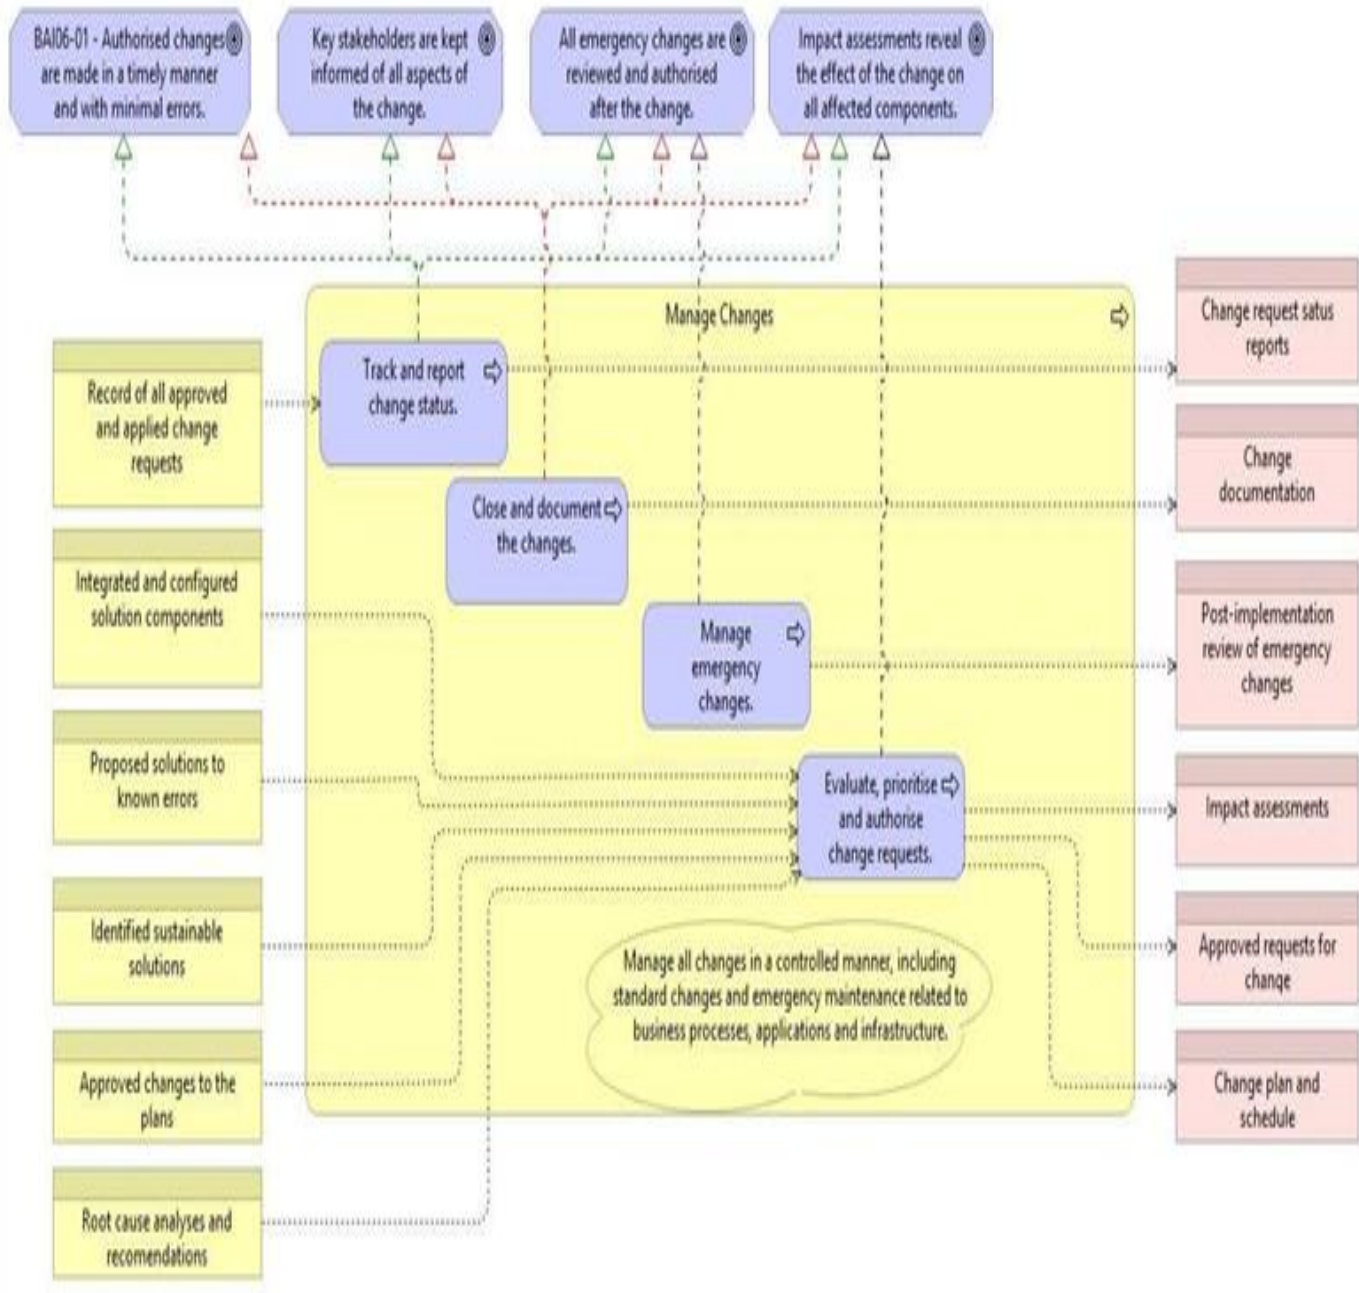 BAI06-01 - Authorised changes
are made in a timely manner
and with minimal errors.
Key stakeholders are kept
informed of all aspects of
the change.
All emergency changes are
reviewed and authorised
after the change.
Impact assessments reveal
the effect of the change on
all affected components.
Manage Changes
Record of all approved
and applied change
requests
Integrated and configured
solution components
Proposed solutions to
known errors
Identified sustainable
solutions
Approved changes to the
plans
Root cause analyses and
recomendations
Track and report
change status.
Close and document
the changes.
Manage
emergency
changes.
Evaluate, prioritise
and authorise
change requests.
Manage all changes in a controlled manner, including
standard changes and emergency maintenance related to
business processes, applications and infrastructure.
Change request satus
reports
Change
documentation
Post-implementation
review of emergency
changes
Impact assessments
Approved requests for
change
Change plan and
schedule